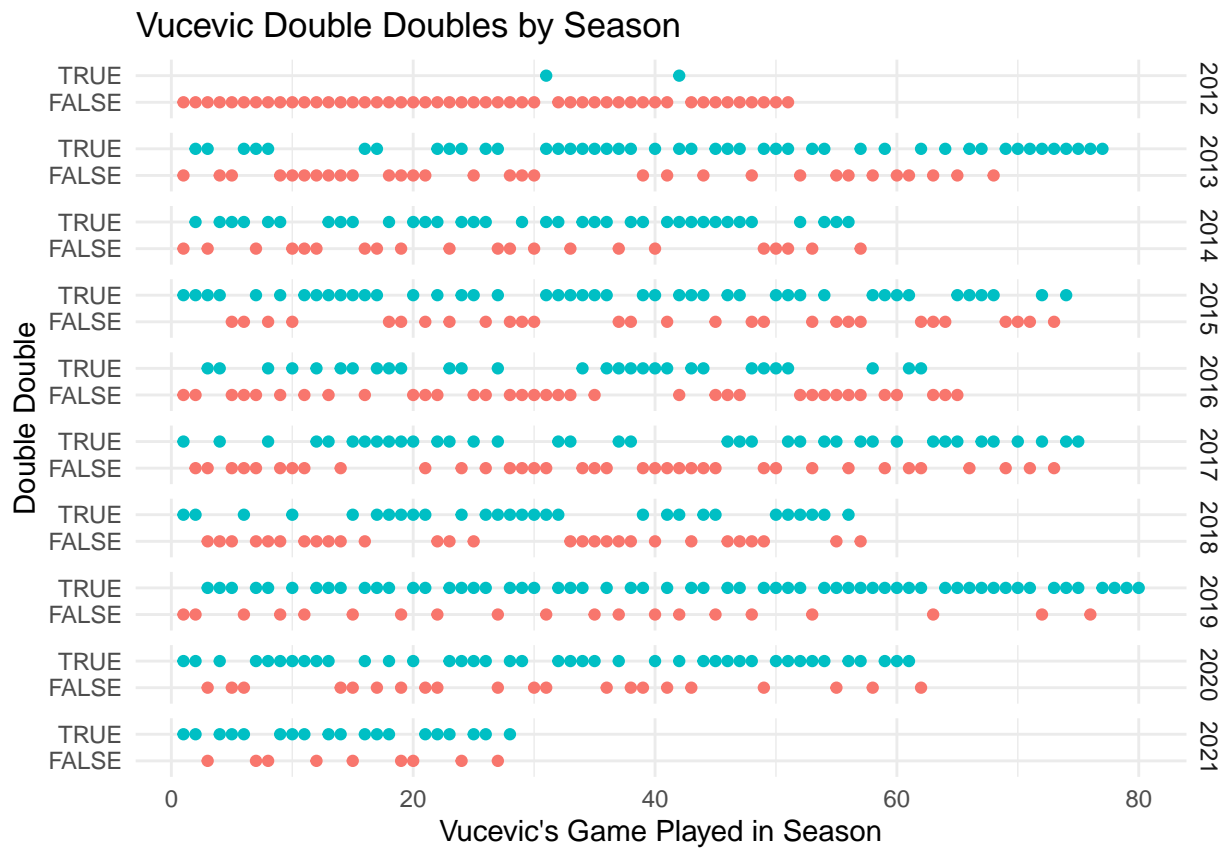 Vucevic Double Doubles by Season
TRUE
FALSE
2012
TRUE
FALSE
2013
TRUE
FALSE
2014
TRUE
FALSE
2015
TRUE
FALSE
2016
TRUE
FALSE
2017
TRUE
FALSE
2018
TRUE
FALSE
2019
TRUE
FALSE
2020
TRUE
FALSE
2021
Double Double
0 20 40 60 80
Vucevic's Game Played in Season